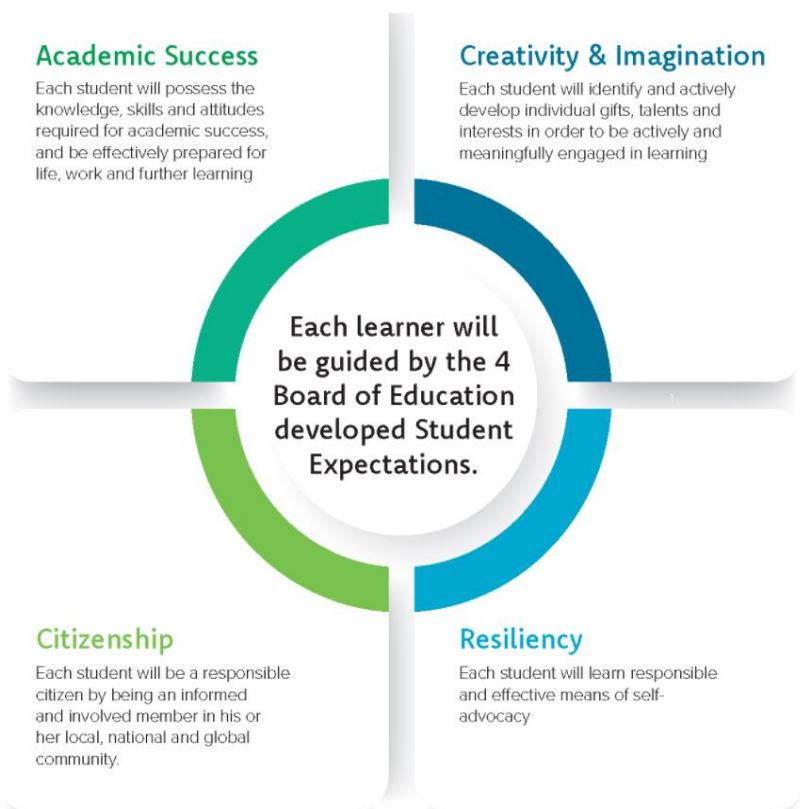 Academic Success
Each student will possess the
knowledge, skills and attitudes
required for academic success,
and be effectively prepared for
life, work and further learning
Creativity & Imagination
Each student will identify and actively
develop individual gifts, talents and
interests in order to be actively and
meaningfully engaged in learning
Each learner will
be guided by the 4
Board of Education
developed Student
Expectations.
Citizenship
Each student will be a responsible
citizen by being an informed
and involved member in his or
her local, national and global
community.
Resiliency
Each student will learn responsible
and effective means of self-
advocacy